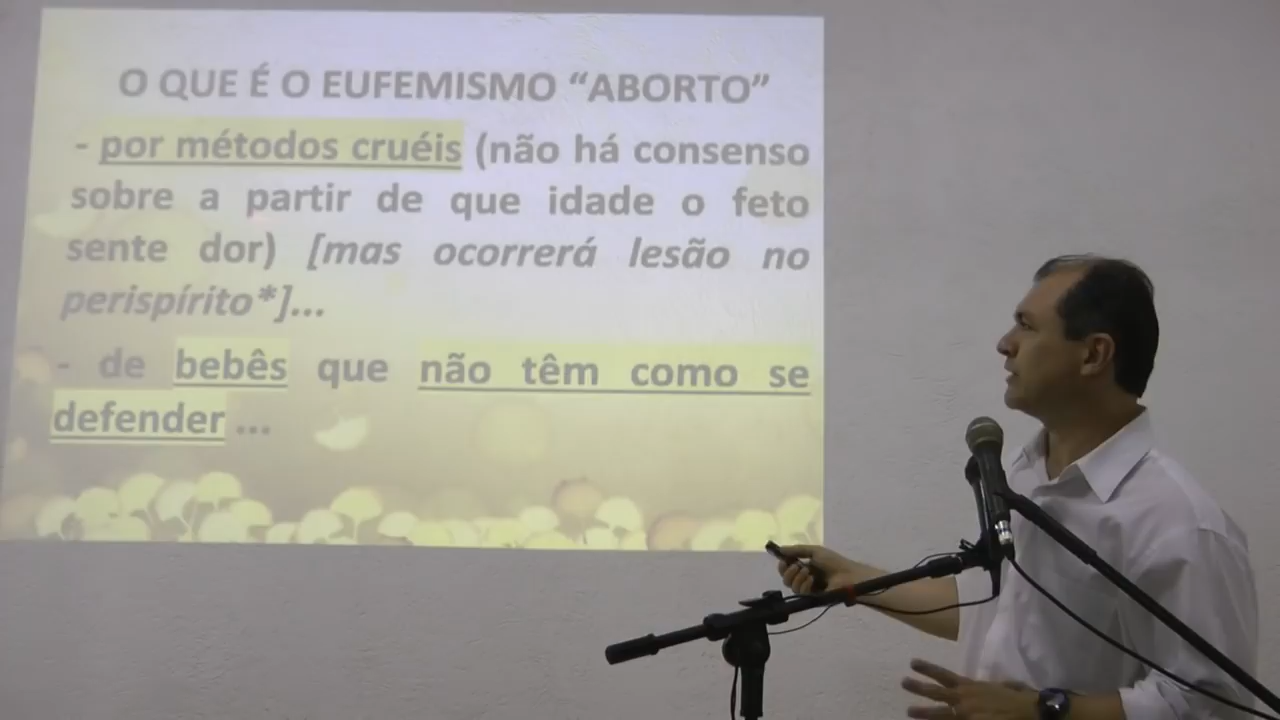 O QUE É O EUFEMISMO “ABORTO”
- por métodos cruéis (não há consenso
sobre a partir de que idade o feto
sente dor) [mas ocorrerá lesão no
perispírito*]...
- de bebês que não têm como se
defender ...